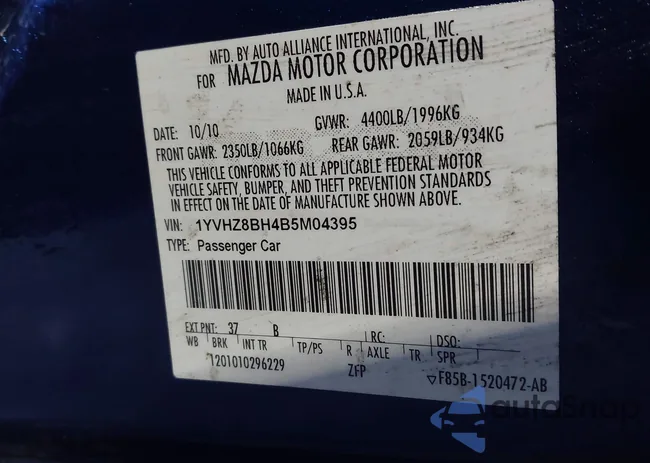 MFD. BY AUTO ALLIANCE INTERNATIONAL, INC.
FOR MAZDA MOTOR CORPORATION
MADE IN U.S.A.
DATE: 10/10 GVWR: 4400LB/1996KG
FRONT GAWR: 2350LB/1066KG REAR GAWR: 2059LB/934KG
THIS VEHICLE CONFORMS TO ALL APPLICABLE FEDERAL MOTOR
VEHICLE SAFETY, BUMPER, AND THEFT PREVENTION STANDARDS
IN EFFECT ON THE DATE OF MANUFACTURE SHOWN ABOVE.
VIN: 1YVHZ8BH4B5M04395
TYPE: Passenger Car
EXT PNT: 37 B RC: DSO:
WB BRK INT TR TP/PS R AXLE TR SPR
1201010296229 ZFP ▽F85B-1520472-AB
autoSnap